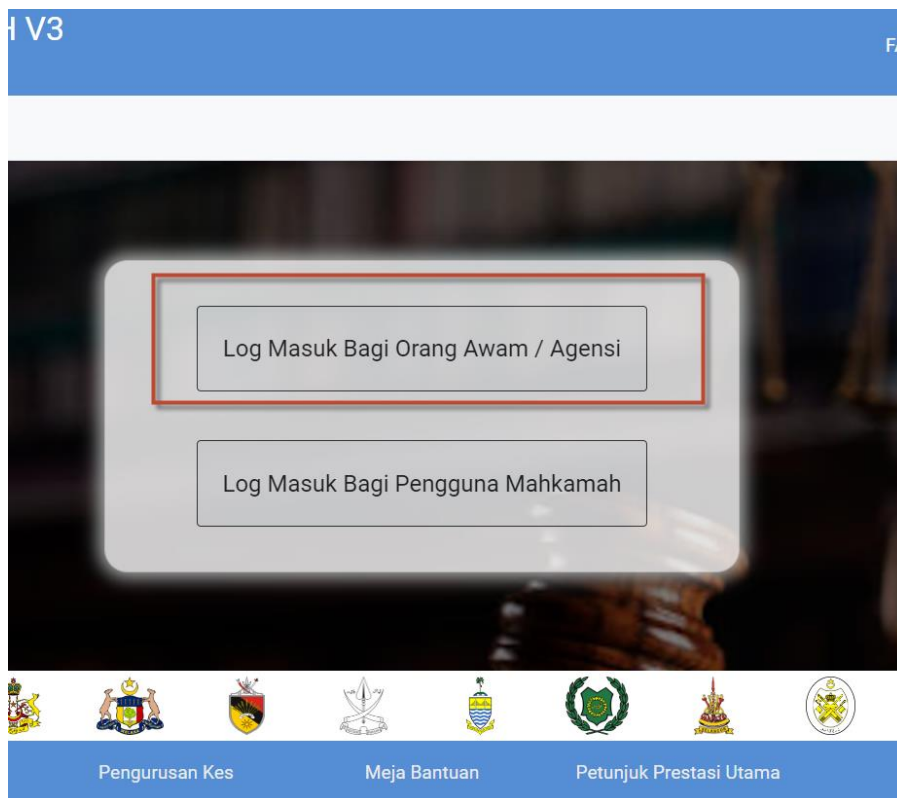 V3
Log Masuk Bagi Orang Awam / Agensi
Log Masuk Bagi Pengguna Mahkamah
Pengurusan Kes
Meja Bantuan
Petunjuk Prestasi Utama